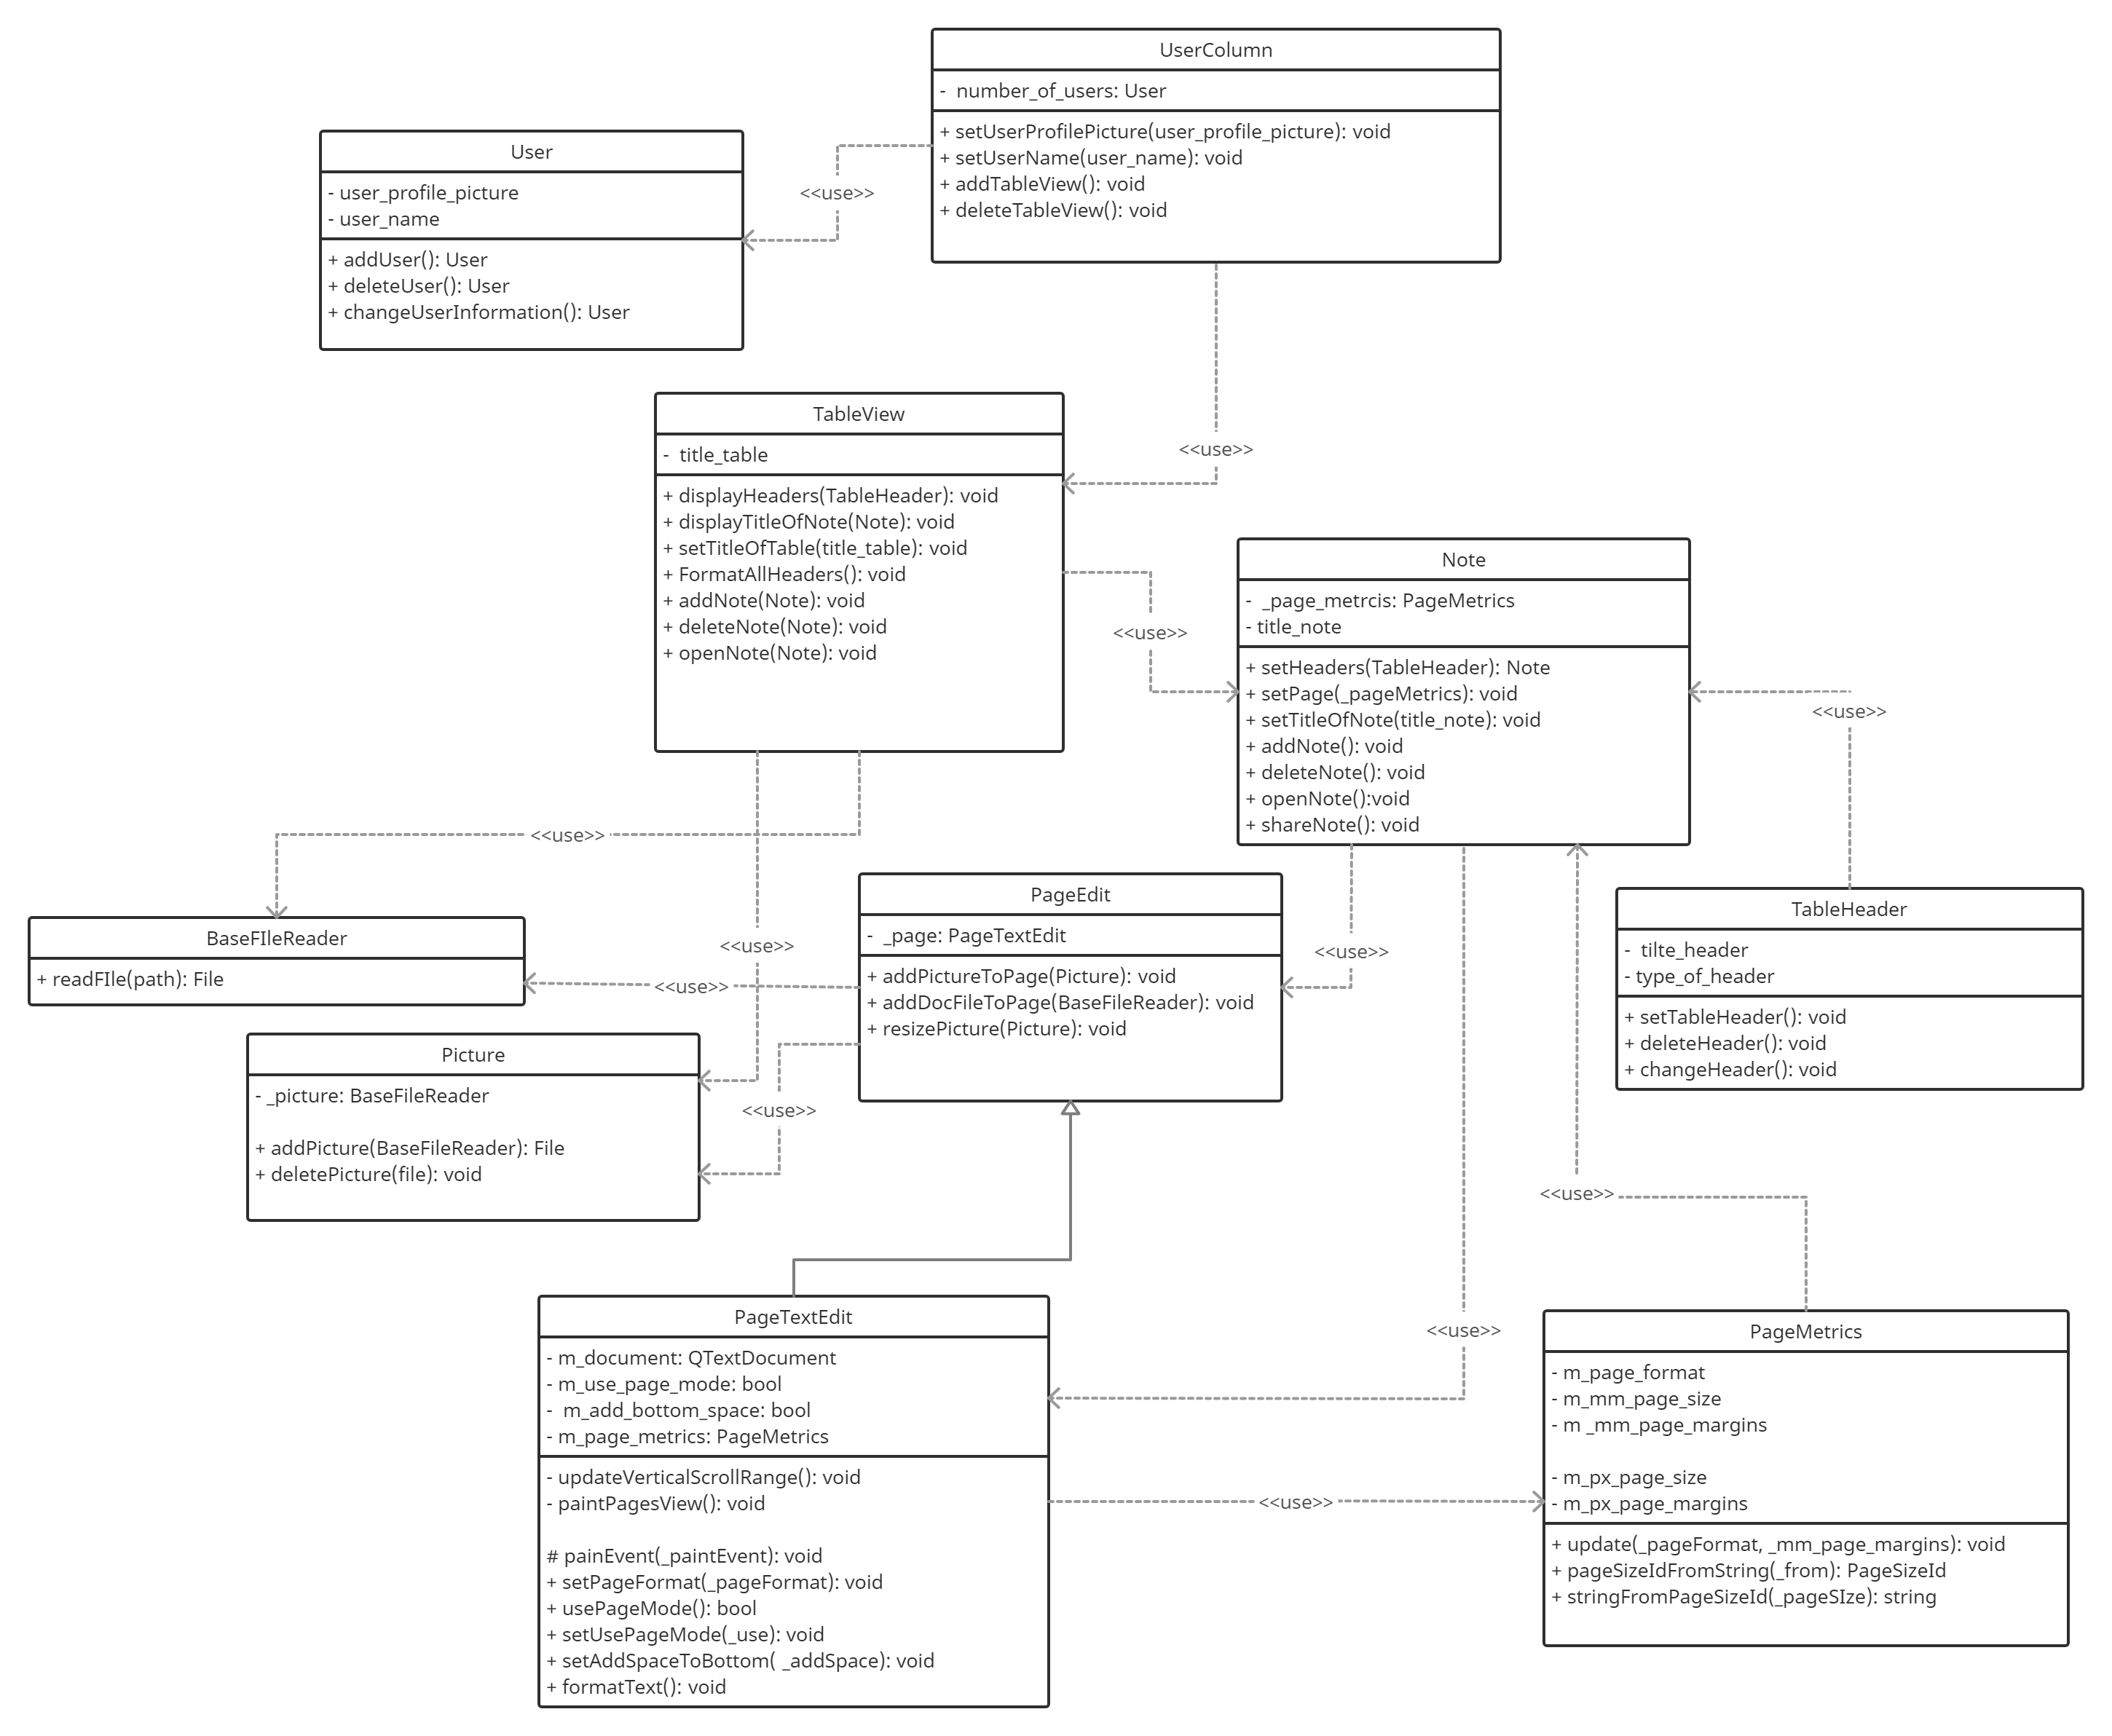 UserColumn
-  number_of_users: User
+ setUserProfilePicture(user_profile_picture): void
+ setUserName(user_name): void
+ addTableView(): void
+ deleteTableView(): void
User
- user_profile_picture
- user_name
+ addUser(): User
+ deleteUser(): User
+ changeUserInformation(): User
<<use>>
<<use>>
TableView
-  title_table
+ displayHeaders(TableHeader): void
+ displayTitleOfNote(Note): void
+ setTitleOfTable(title_table): void
+ FormatAllHeaders(): void
+ addNote(Note): void
+ deleteNote(Note): void
+ openNote(Note): void
<<use>>
Note
-  _page_metrcis: PageMetrics
- title_note
+ setHeaders(TableHeader): Note
+ setPage(_pageMetrics): void
+ setTitleOfNote(title_note): void
+ addNote(): void
+ deleteNote(): void
+ openNote():void
+ shareNote(): void
<<use>>
<<use>>
<<use>>
<<use>>
<<use>>
BaseFIleReader
+ readFIle(path): File
PageEdit
-  _page: PageTextEdit
+ addPictureToPage(Picture): void
+ addDocFileToPage(BaseFileReader): void
+ resizePicture(Picture): void
TableHeader
-  tilte_header
- type_of_header
+ setTableHeader(): void
+ deleteHeader(): void
+ changeHeader(): void
Picture
- _picture: BaseFileReader
+ addPicture(BaseFileReader): File
+ deletePicture(file): void
<<use>>
<<use>>
<<use>>
PageTextEdit
- m_document: QTextDocument
- m_use_page_mode: bool
-  m_add_bottom_space: bool
- m_page_metrics: PageMetrics
- updateVerticalScrollRange(): void
- paintPagesView(): void
# painEvent(_paintEvent): void
+ setPageFormat(_pageFormat): void
+ usePageMode(): bool
+ setUsePageMode(_use): void
+ setAddSpaceToBottom( _addSpace): void
+ formatText(): void
<<use>>
PageMetrics
- m_page_format
- m_mm_page_size
- m _mm_page_margins
- m_px_page_size
- m_px_page_margins
+ update(_pageFormat, _mm_page_margins): void
+ pageSizeIdFromString(_from): PageSizeId
+ stringFromPageSizeId(_pageSIze): string